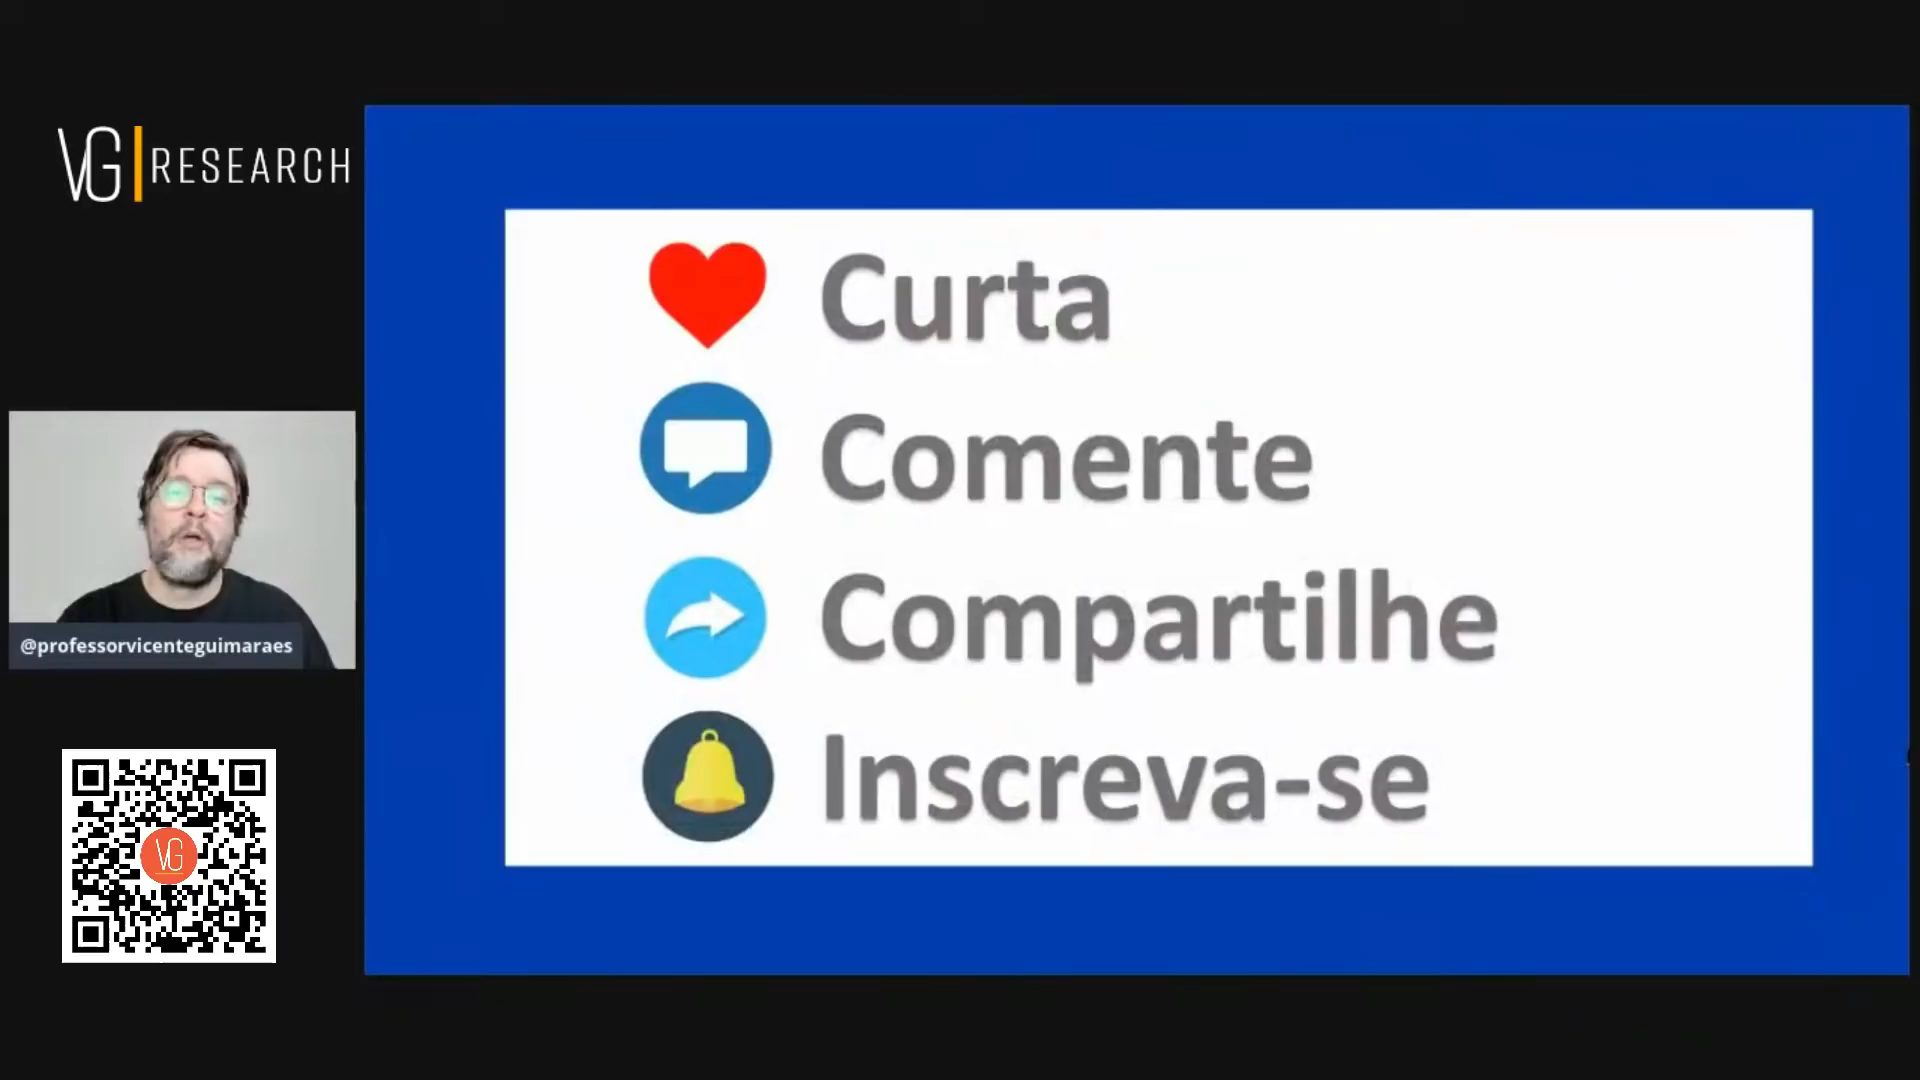 VG|RESEARCH
Curta
Comente
Compartilhe
Inscreva-se
@professorvicenteguimaraes
VG